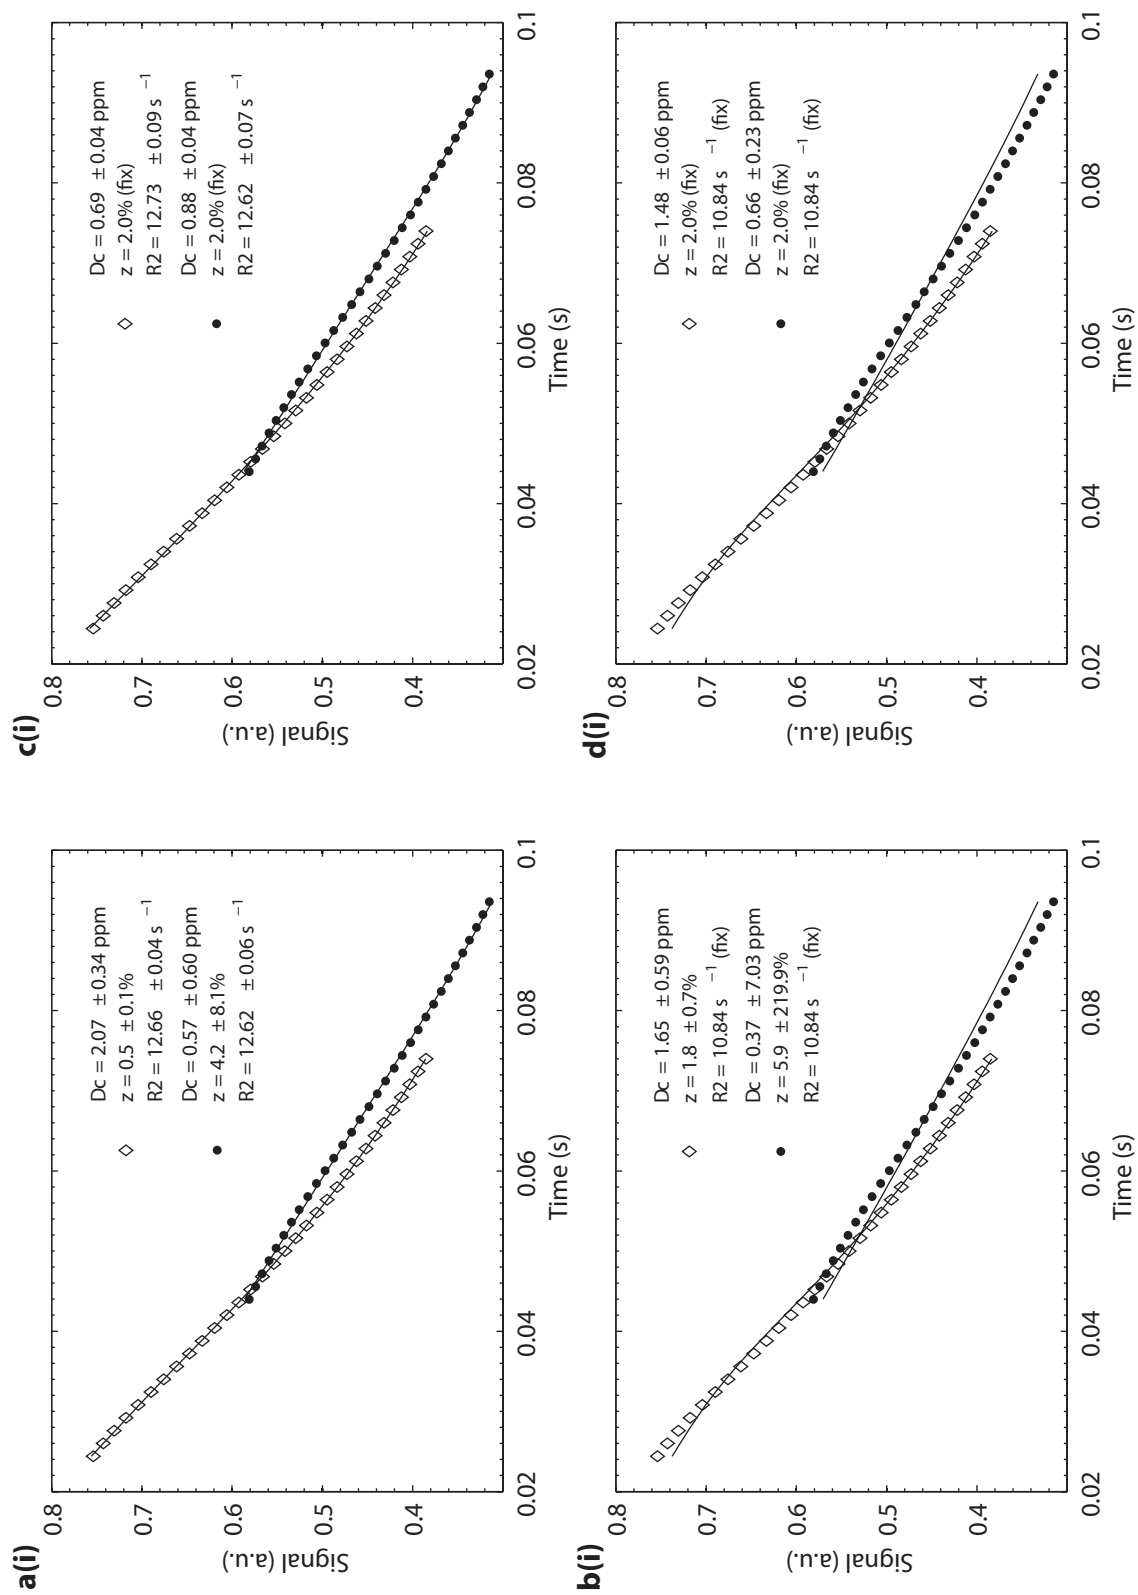 a(i)
Signal (a.u.)
0.8
0.7
0.6
0.5
0.4
0.02
0.04
0.06
0.08
0.1
Time (s)
Dc = 2.07 ±0.34 ppm
z = 0.5 ±0.1%
R2 = 12.66 ±0.04 s −1
Dc = 0.57 ±0.60 ppm
z = 4.2 ±8.1%
R2 = 12.62 ±0.06 s −1
c(i)
Signal (a.u.)
0.8
0.7
0.6
0.5
0.4
0.02
0.04
0.06
0.08
0.1
Time (s)
Dc = 0.69 ±0.04 ppm
z = 2.0% (fix)
R2 = 12.73 ±0.09 s −1
Dc = 0.88 ±0.04 ppm
z = 2.0% (fix)
R2 = 12.62 ±0.07 s −1
b(i)
Signal (a.u.)
0.8
0.7
0.6
0.5
0.4
0.02
0.04
0.06
0.08
0.1
Time (s)
Dc = 1.65 ±0.59 ppm
z = 1.8 ±0.7%
R2 = 10.84 s −1 (fix)
Dc = 0.37 ±7.03 ppm
z = 5.9 ±219.9%
R2 = 10.84 s −1 (fix)
d(i)
Signal (a.u.)
0.8
0.7
0.6
0.5
0.4
0.02
0.04
0.06
0.08
0.1
Time (s)
Dc = 1.48 ±0.06 ppm
z = 2.0% (fix)
R2 = 10.84 s −1 (fix)
Dc = 0.66 ±0.23 ppm
z = 2.0% (fix)
R2 = 10.84 s −1 (fix)